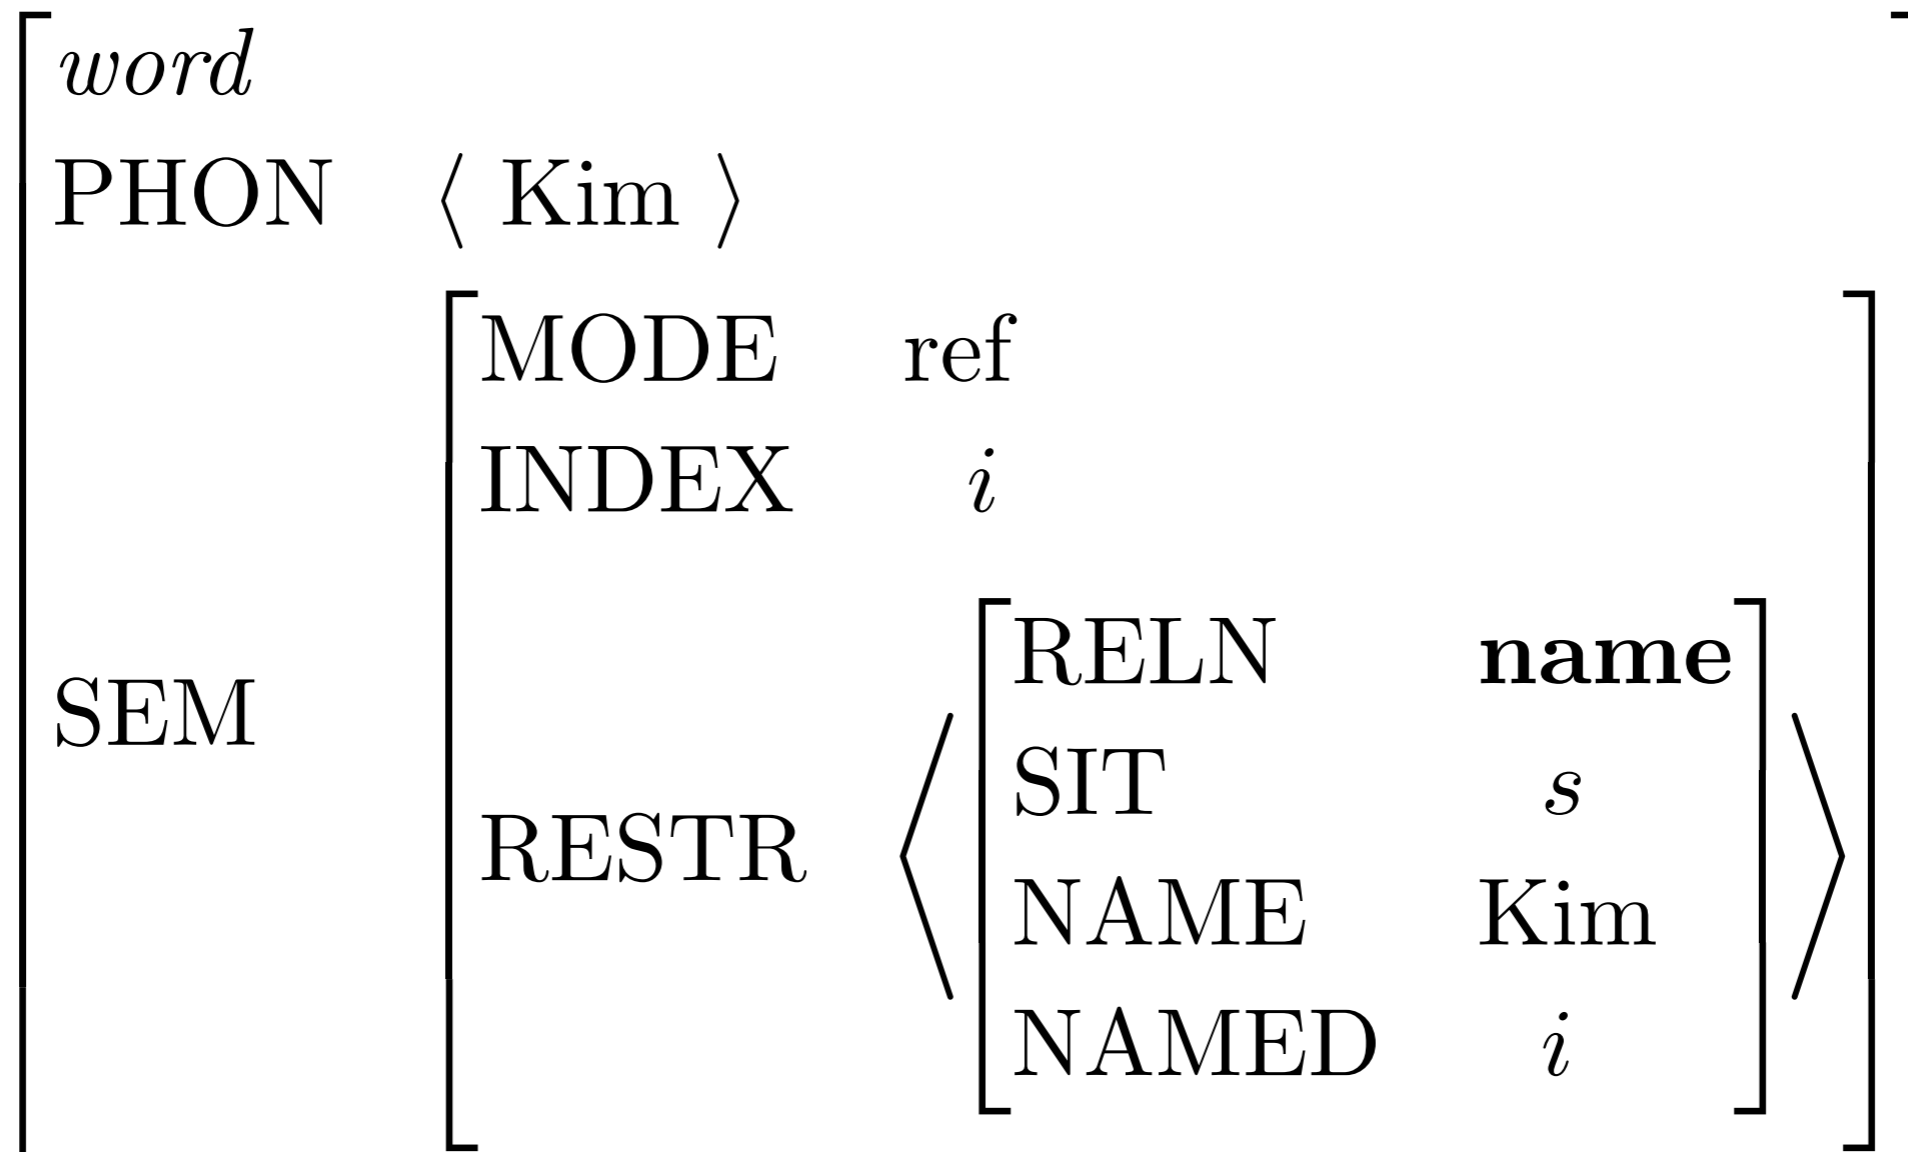 word
PHON ⟨ Kim ⟩
MODE ref
INDEX i
SEM
RELN name
SIT s
RESTR
NAME Kim
NAMED i